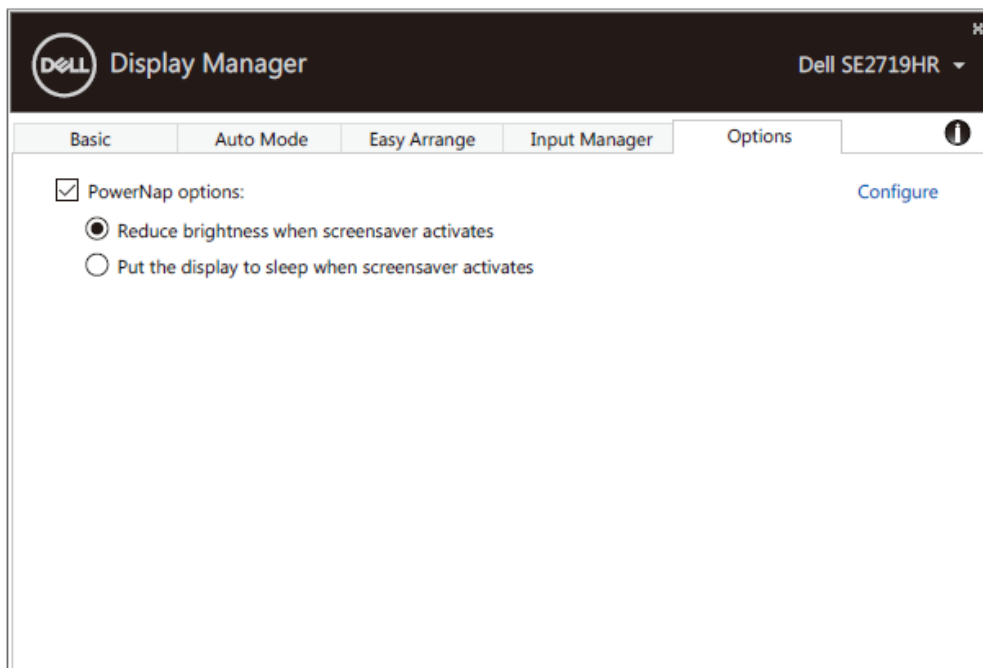 DELL Display Manager
Dell SE2719HR
Basic Auto Mode Easy Arrange Input Manager Options
PowerNap options: Configure
Reduce brightness when screensaver activates
Put the display to sleep when screensaver activates